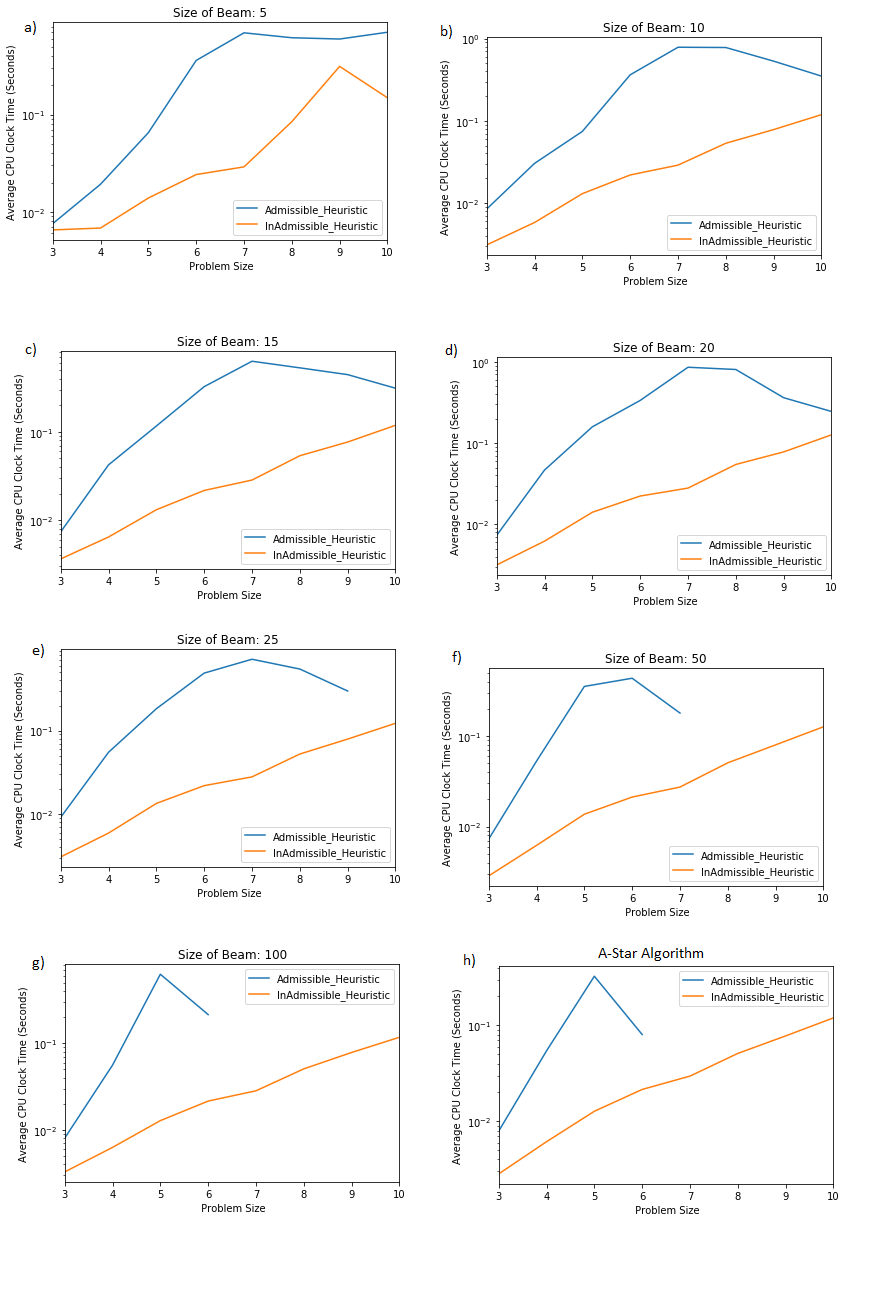 a)
Size of Beam: 5
Average CPU Clock Time (Seconds)
10⁻¹
10⁻²
Admissible_Heuristic
InAdmissible_Heuristic
3 4 5 6 7 8 9 10
Problem Size
b)
Size of Beam: 10
Average CPU Clock Time (Seconds)
10⁰
10⁻¹
10⁻²
Admissible_Heuristic
InAdmissible_Heuristic
3 4 5 6 7 8 9 10
Problem Size
c)
Size of Beam: 15
Average CPU Clock Time (Seconds)
10⁻¹
10⁻²
Admissible_Heuristic
InAdmissible_Heuristic
3 4 5 6 7 8 9 10
Problem Size
d)
Size of Beam: 20
Average CPU Clock Time (Seconds)
10⁰
10⁻¹
10⁻²
Admissible_Heuristic
InAdmissible_Heuristic
3 4 5 6 7 8 9 10
Problem Size
e)
Size of Beam: 25
Average CPU Clock Time (Seconds)
10⁻¹
10⁻²
Admissible_Heuristic
InAdmissible_Heuristic
3 4 5 6 7 8 9 10
Problem Size
f)
Size of Beam: 50
Average CPU Clock Time (Seconds)
10⁻¹
10⁻²
Admissible_Heuristic
InAdmissible_Heuristic
3 4 5 6 7 8 9 10
Problem Size
g)
Size of Beam: 100
Average CPU Clock Time (Seconds)
Admissible_Heuristic
InAdmissible_Heuristic
10⁻¹
10⁻²
3 4 5 6 7 8 9 10
Problem Size
h)
A-Star Algorithm
Average CPU Clock Time (Seconds)
Admissible_Heuristic
InAdmissible_Heuristic
10⁻¹
10⁻²
3 4 5 6 7 8 9 10
Problem Size